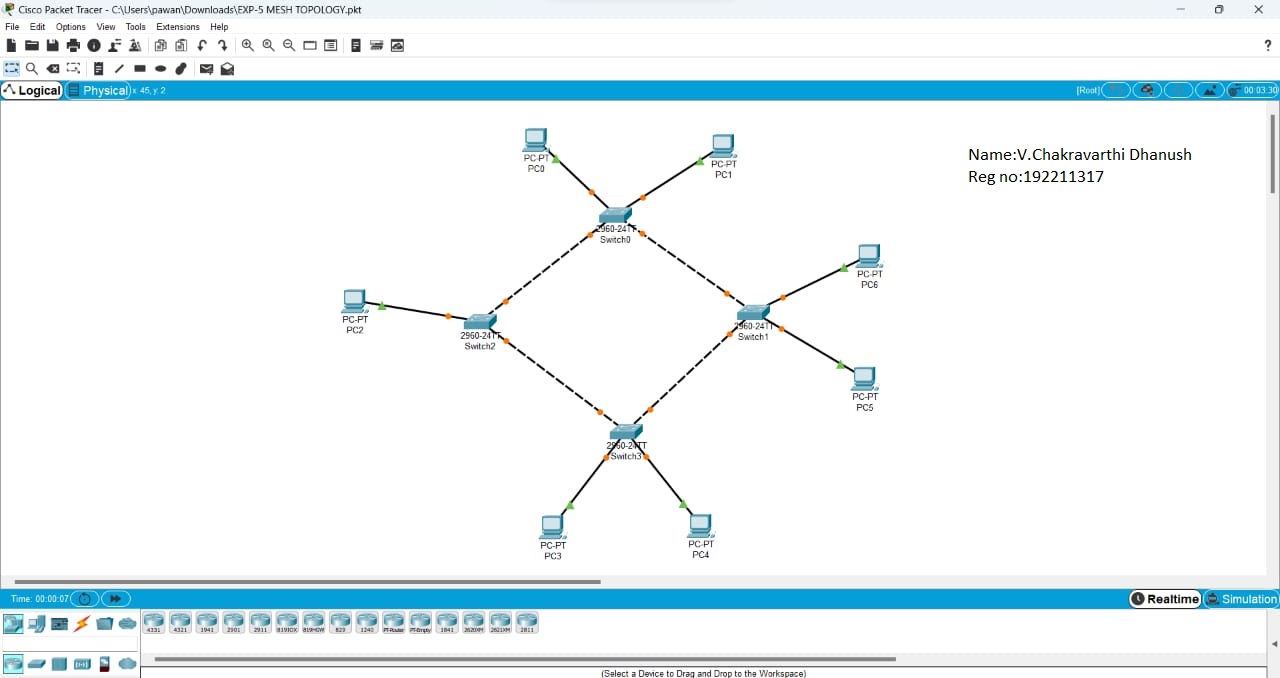 Cisco Packet Tracer - C:\Users\pawan\Downloads\EXP-5 MESH TOPOLOGY.pkt
File Edit Options View Tools Extensions Help
?
Logical Physical x: 45, y: 2 [Root] 00:03:30
PC-PT
PC0
PC-PT
PC1
Name:V.Chakravarthi Dhanush
Reg no:192211317
2960-24TT
Switch0
PC-PT
PC6
PC-PT
PC2
2960-24TT
Switch2
2960-24TT
Switch1
PC-PT
PC5
2960-24TT
Switch3
PC-PT
PC3
PC-PT
PC4
Time: 00:00:07 Realtime Simulation
4331 4321 1941 2901 2911 819IOX 819HGW 829 1240 PT-Router PT-Empty 1841 2620XM 2621XM 2811
(Select a Device to Drag and Drop to the Workspace)